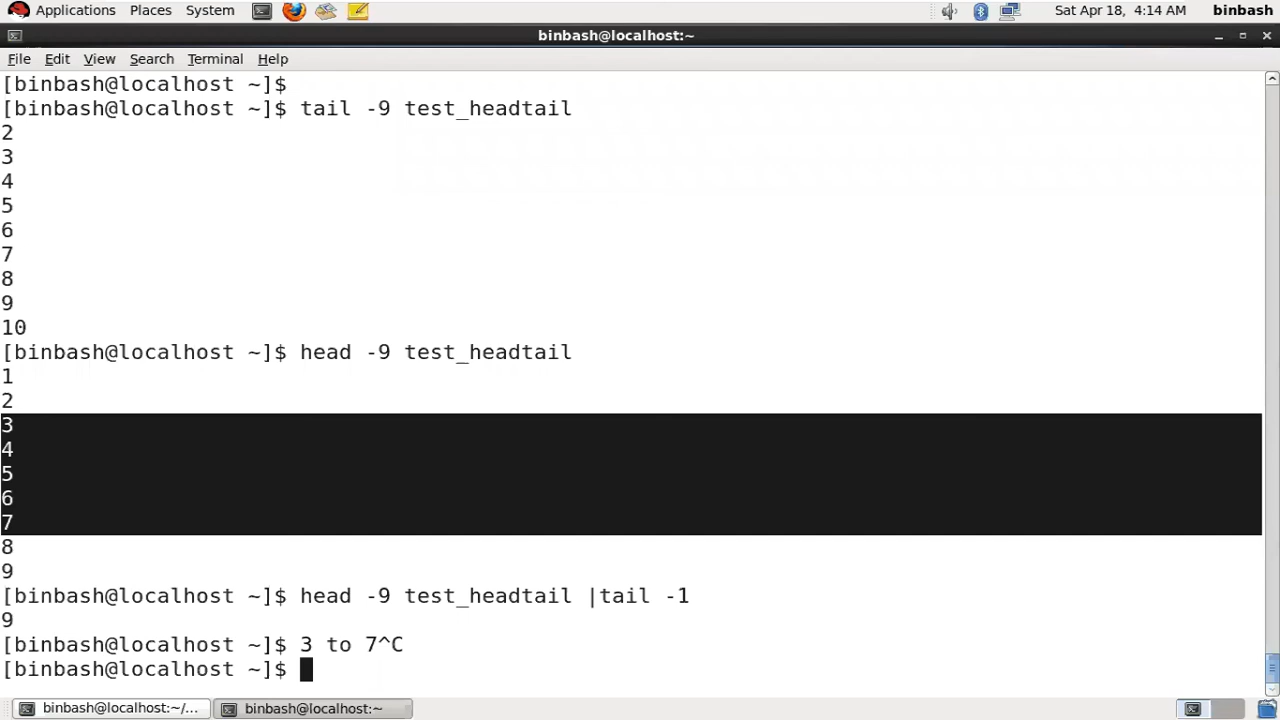 Applications Places System Sat Apr 18, 4:14 AM binbash
binbash@localhost:~
File Edit View Search Terminal Help
[binbash@localhost ~]$
[binbash@localhost ~]$ tail -9 test_headtail
2
3
4
5
6
7
8
9
10
[binbash@localhost ~]$ head -9 test_headtail
1
2
3
4
5
6
7
8
9
[binbash@localhost ~]$ head -9 test_headtail |tail -1
9
[binbash@localhost ~]$ 3 to 7^C
[binbash@localhost ~]$
binbash@localhost:~/... binbash@localhost:~